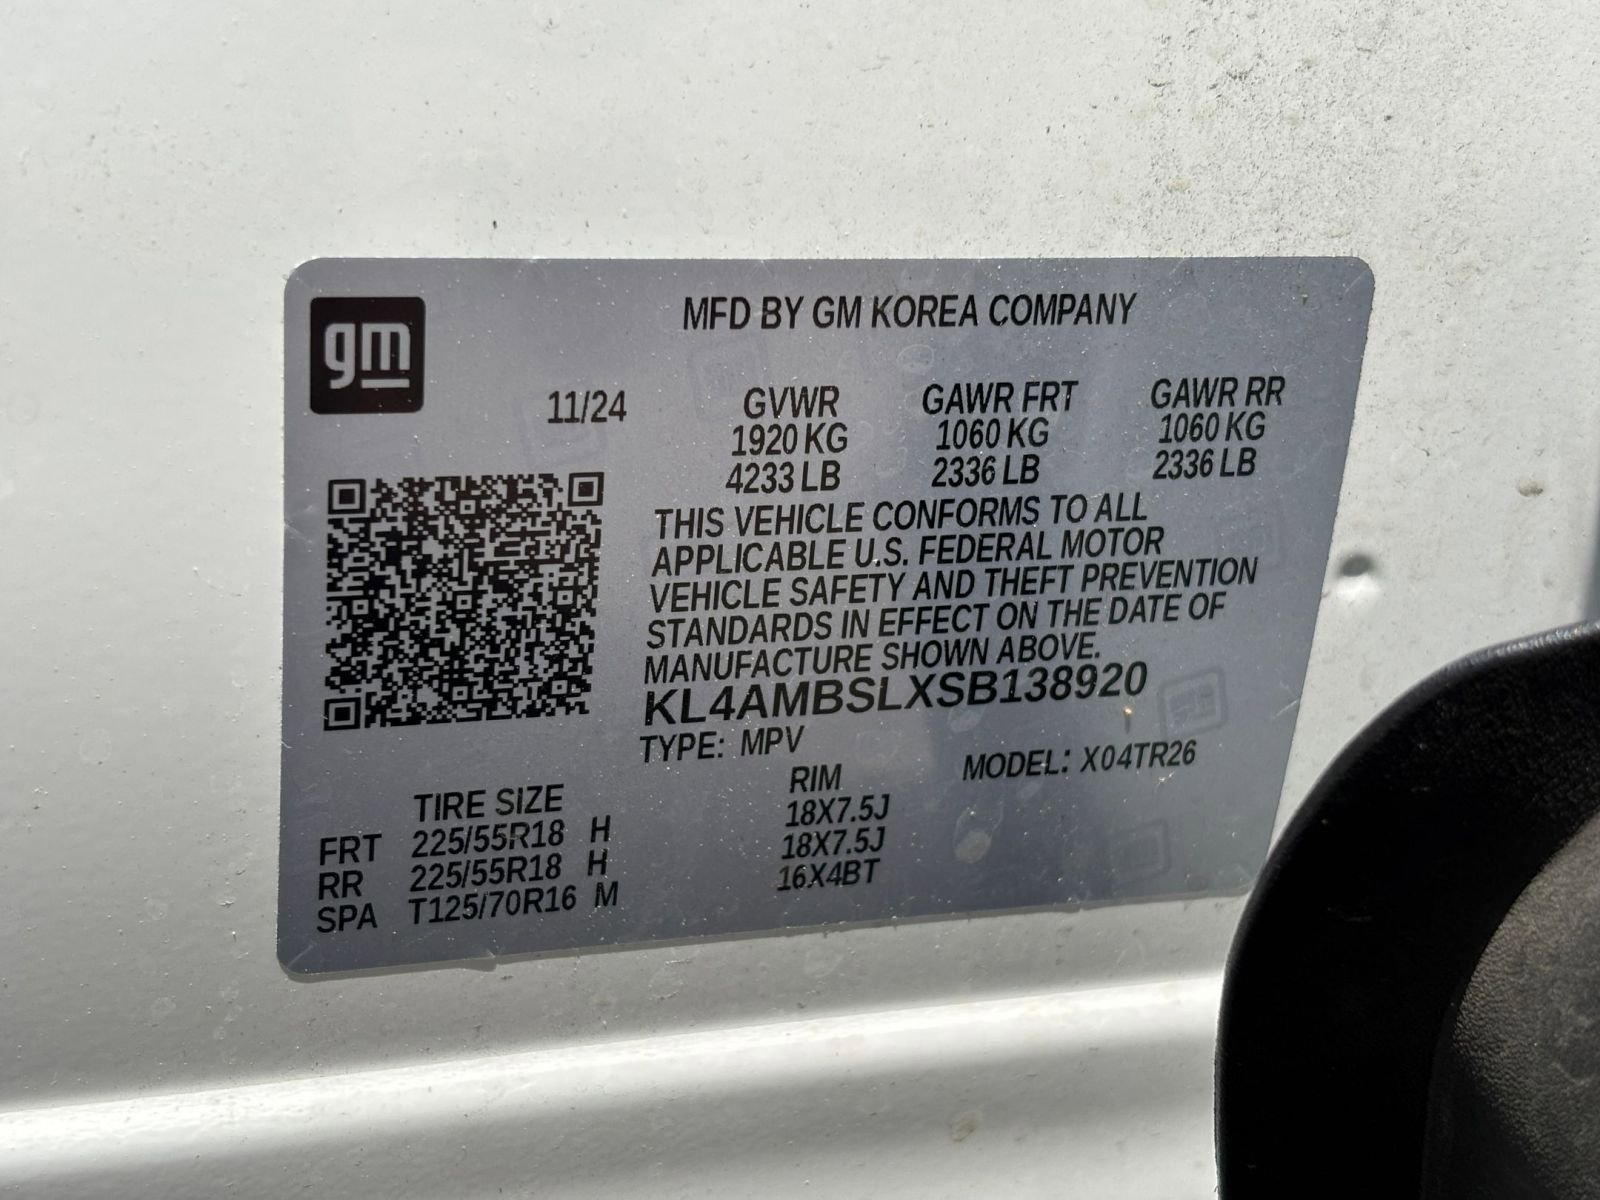 gm
MFD BY GM KOREA COMPANY
11/24 GVWR GAWR FRT GAWR RR
1920 KG 1060 KG 1060 KG
4233 LB 2336 LB 2336 LB
THIS VEHICLE CONFORMS TO ALL
APPLICABLE U.S. FEDERAL MOTOR
VEHICLE SAFETY AND THEFT PREVENTION
STANDARDS IN EFFECT ON THE DATE OF
MANUFACTURE SHOWN ABOVE.
KL4AMBSLXSB138920
TYPE: MPV MODEL: X04TR26
TIRE SIZE RIM
FRT 225/55R18 H 18X7.5J
RR 225/55R18 H 18X7.5J
SPA T125/70R16 M 16X4BT